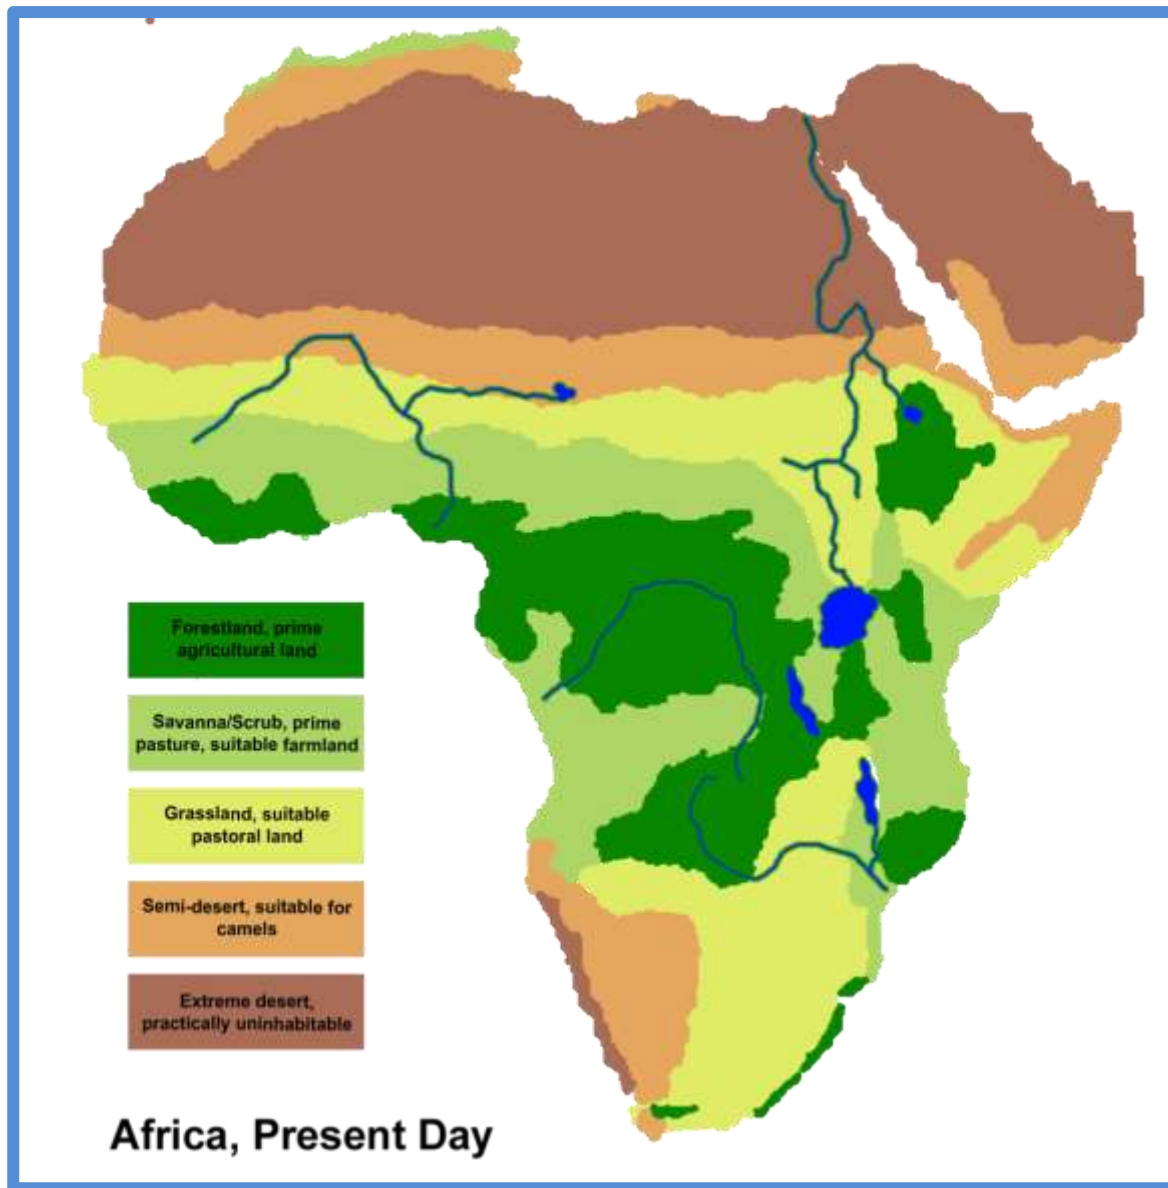 Forestland, prime
agricultural land
Savanna/Scrub, prime
pasture, suitable farmland
Grassland, suitable
pastoral land
Semi-desert, suitable for
camels
Extreme desert,
practically uninhabitable
Africa, Present Day